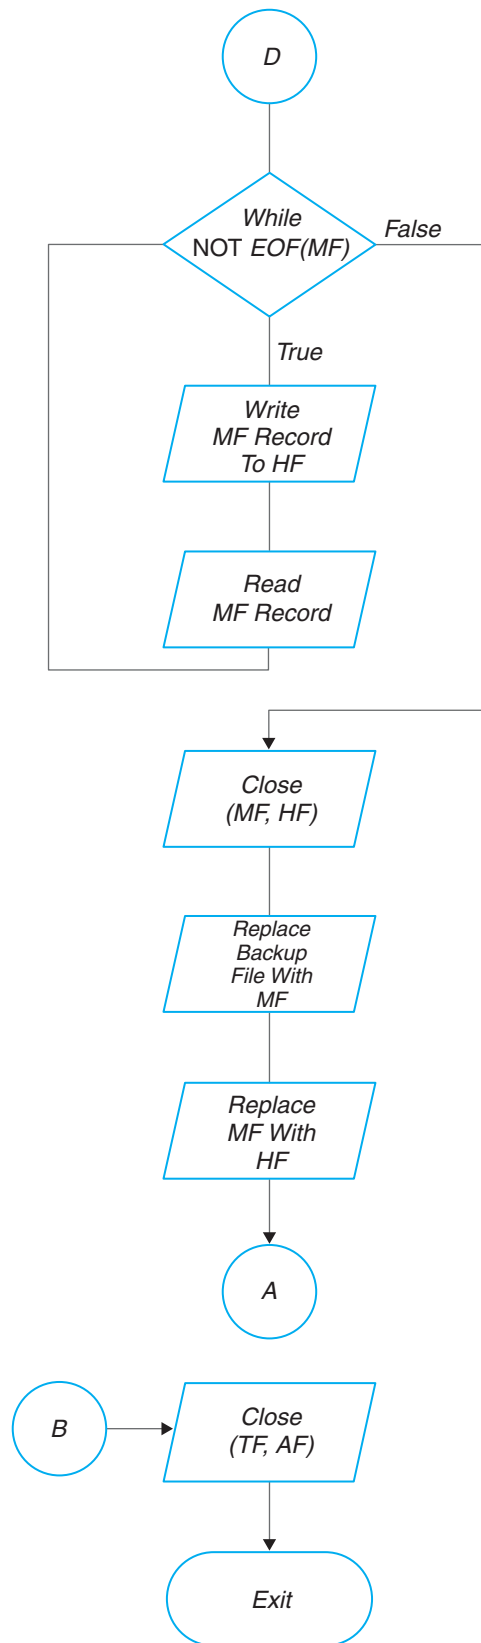 D
While
NOT EOF(MF)
False
True
Write
MF Record
To HF
Read
MF Record
Close
(MF, HF)
Replace
Backup
File With
MF
Replace
MF With
HF
A
B
Close
(TF, AF)
Exit